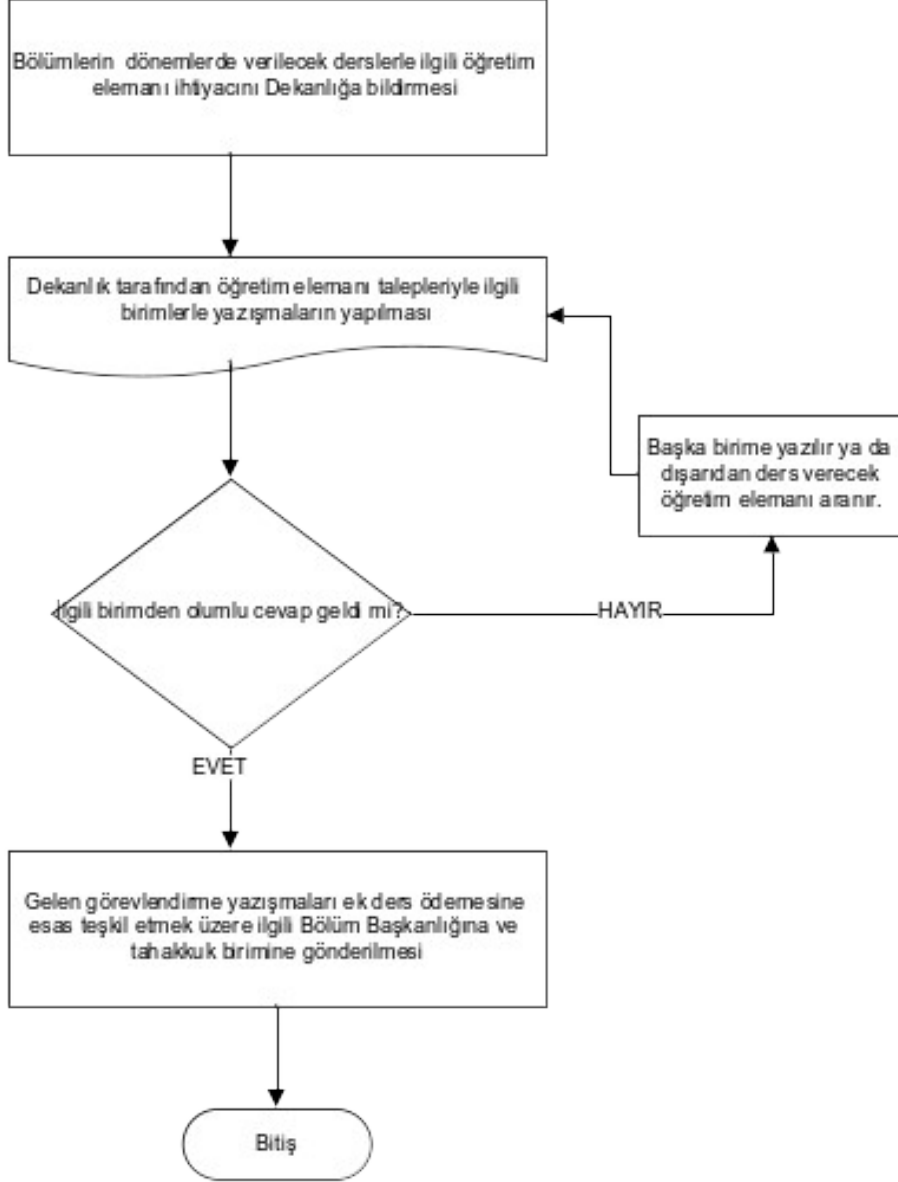 Bölümlerin dönemlerde verilecek derslerle ilgili öğretim
elemanı ihtiyacını Dekanlığa bildirmesi
Dekanlık tarafından öğretim elemanı talepleriyle ilgili
birimlerle yazışmaların yapılması
Başka birime yazılır ya da
dışarıdan ders verecek
öğretim elemanı aranır.
İlgili birimden olumlu cevap geldi mi?
HAYIR
EVET
Gelen görevlendirme yazışmaları ek ders ödemesine
esas teşkil etmek üzere ilgili Bölüm Başkanlığına ve
tahakkuk birimine gönderilmesi
Bitiş